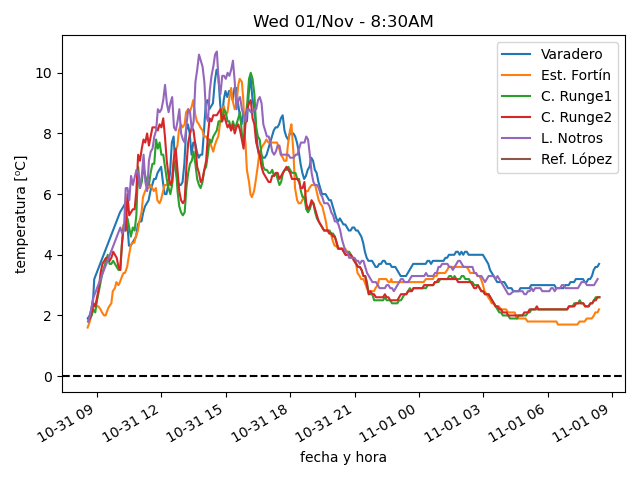 Wed 01/Nov - 8:30AM
temperatura [ºC]
10
8
6
4
2
0
Varadero
Est. Fortín
C. Runge1
C. Runge2
L. Notros
Ref. López
10-31 09
10-31 12
10-31 15
10-31 18
10-31 21
11-01 00
11-01 03
11-01 06
11-01 09
fecha y hora